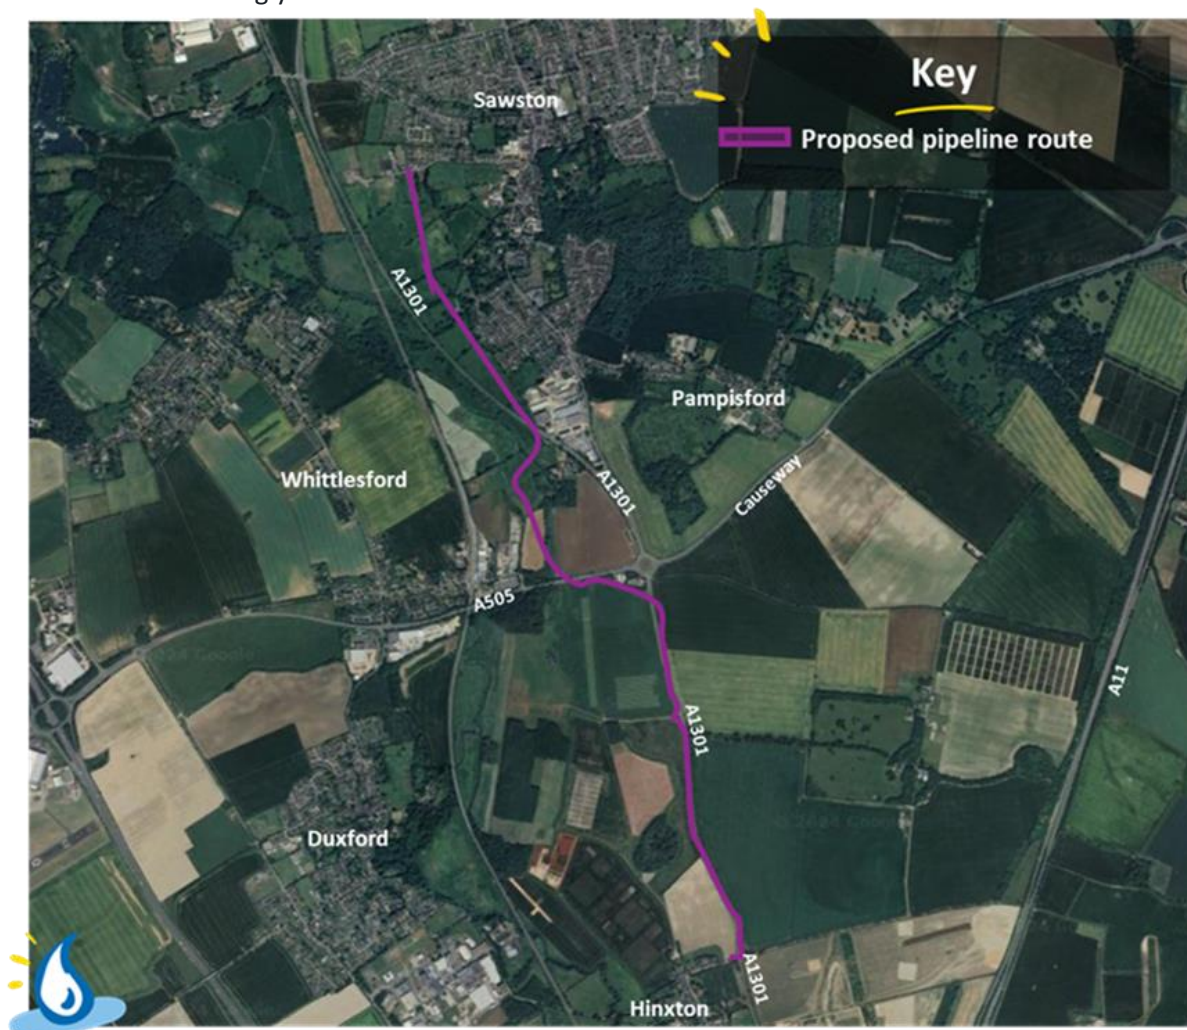 Key
Proposed pipeline route
Sawston
A1301
Pampisford
Whittlesford
Causeway
A1301
A505
A11
A1301
Duxford
A1301
Hinxton